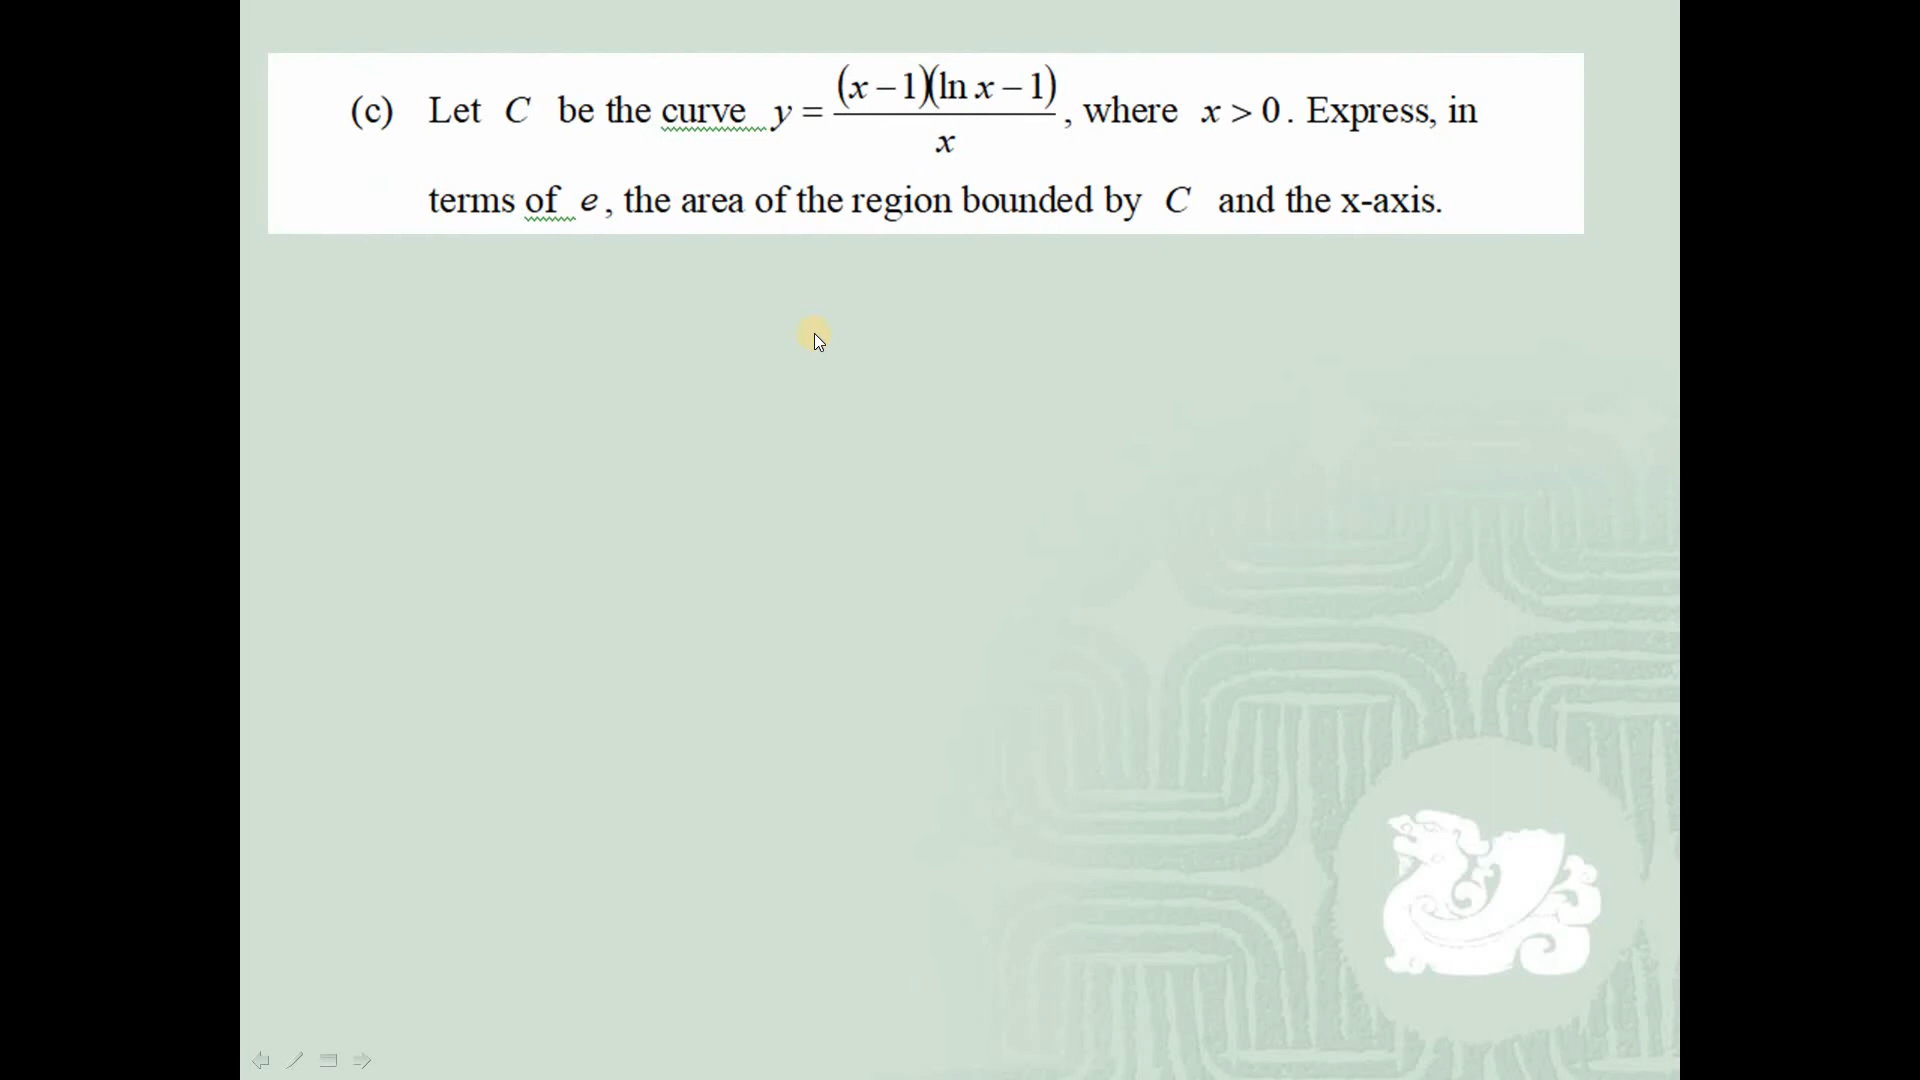 (c) Let C be the curve y = \frac{(x-1)(\ln x-1)}{x}, where x > 0. Express, in
terms of e, the area of the region bounded by C and the x-axis.